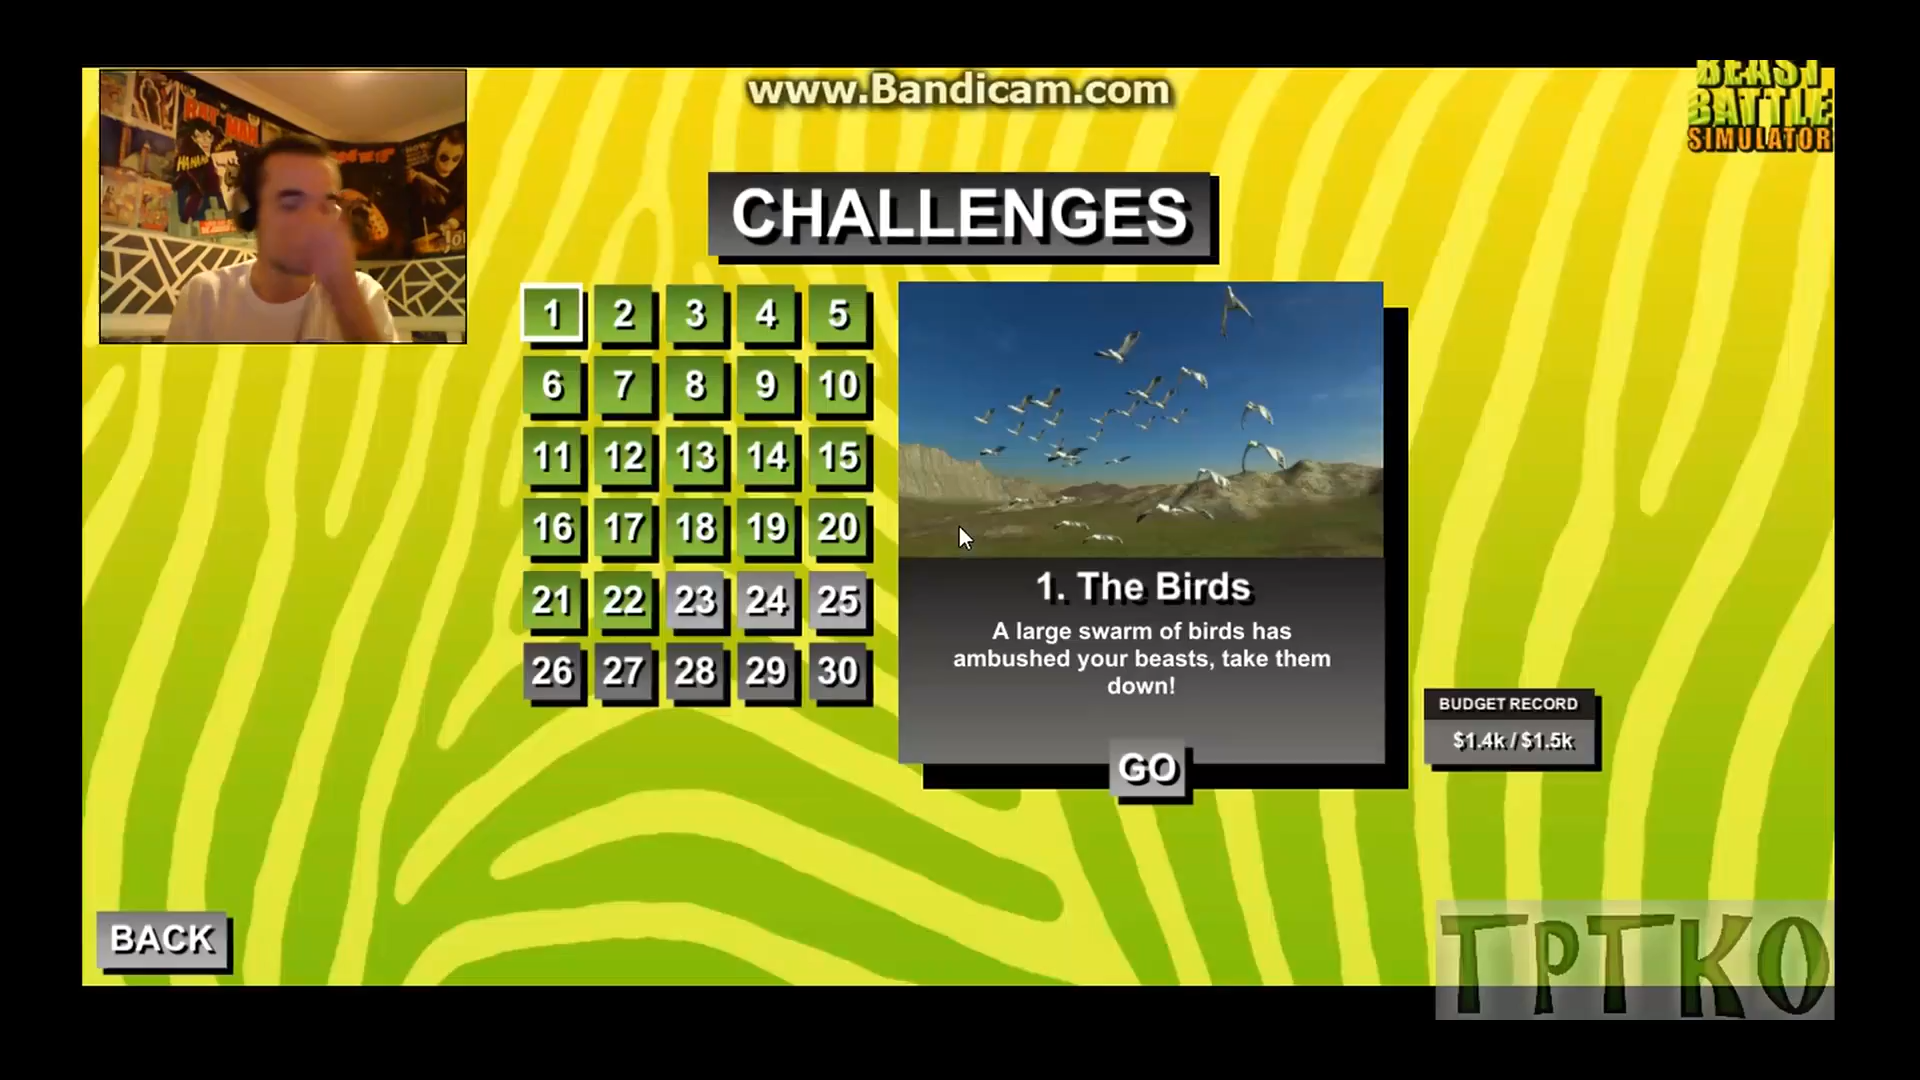 www.Bandicam.com
BEAST
BATTLE
SIMULATOR
BAT MAN
CHALLENGES
1 2 3 4 5
6 7 8 9 10
11 12 13 14 15
16 17 18 19 20
21 22 23 24 25
26 27 28 29 30
1. The Birds
A large swarm of birds has
ambushed your beasts, take them
down!
GO
BUDGET RECORD
$1.4k / $1.5k
BACK
TPTKO